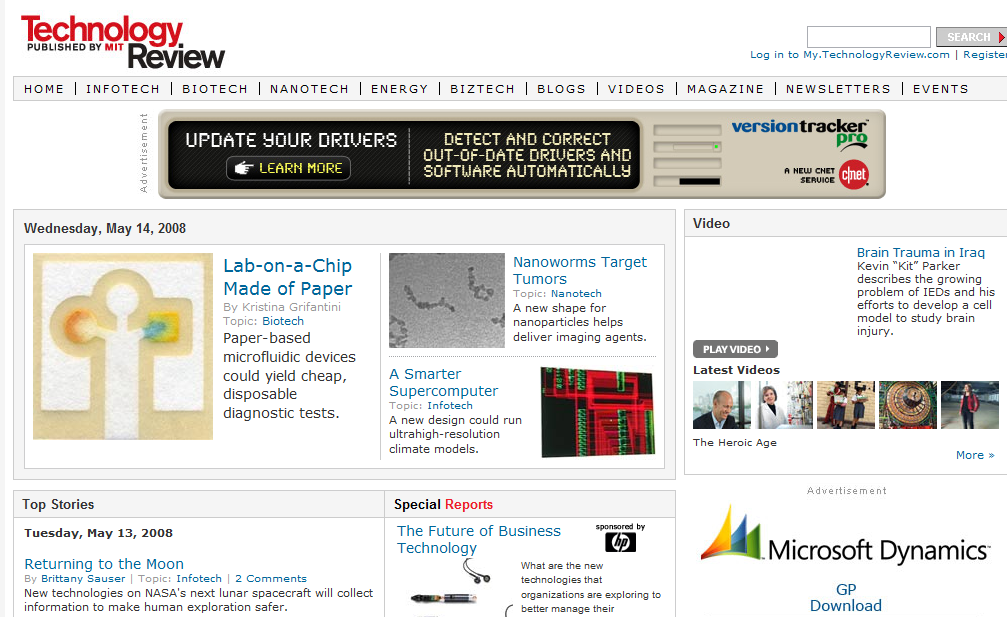 Technology
PUBLISHED BY MIT
Review
SEARCH
Log in to My.TechnologyReview.com | Register
HOME | INFOTECH | BIOTECH | NANOTECH | ENERGY | BIZTECH | BLOGS | VIDEOS | MAGAZINE | NEWSLETTERS | EVENTS
Advertisement
UPDATE YOUR DRIVERS
LEARN MORE
DETECT AND CORRECT
OUT-OF-DATE DRIVERS AND
SOFTWARE AUTOMATICALLY
versiontracker
pro
A NEW CNET
SERVICE
c|net
Wednesday, May 14, 2008
Lab-on-a-Chip
Made of Paper
By Kristina Grifantini
Topic: Biotech
Paper-based
microfluidic devices
could yield cheap,
disposable
diagnostic tests.
Nanoworms Target
Tumors
Topic: Nanotech
A new shape for
nanoparticles helps
deliver imaging agents.
A Smarter
Supercomputer
Topic: Infotech
A new design could run
ultrahigh-resolution
climate models.
Video
Brain Trauma in Iraq
Kevin “Kit” Parker
describes the growing
problem of IEDs and his
efforts to develop a cell
model to study brain
injury.
PLAY VIDEO
Latest Videos
The Heroic Age
More »
Top Stories
Tuesday, May 13, 2008
Returning to the Moon
By Brittany Sauser | Topic: Infotech | 2 Comments
New technologies on NASA's next lunar spacecraft will collect
information to make human exploration safer.
Special Reports
The Future of Business
Technology
sponsored by
hp
What are the new
technologies that
organizations are exploring to
better manage their
Advertisement
Microsoft Dynamics™
GP
Download